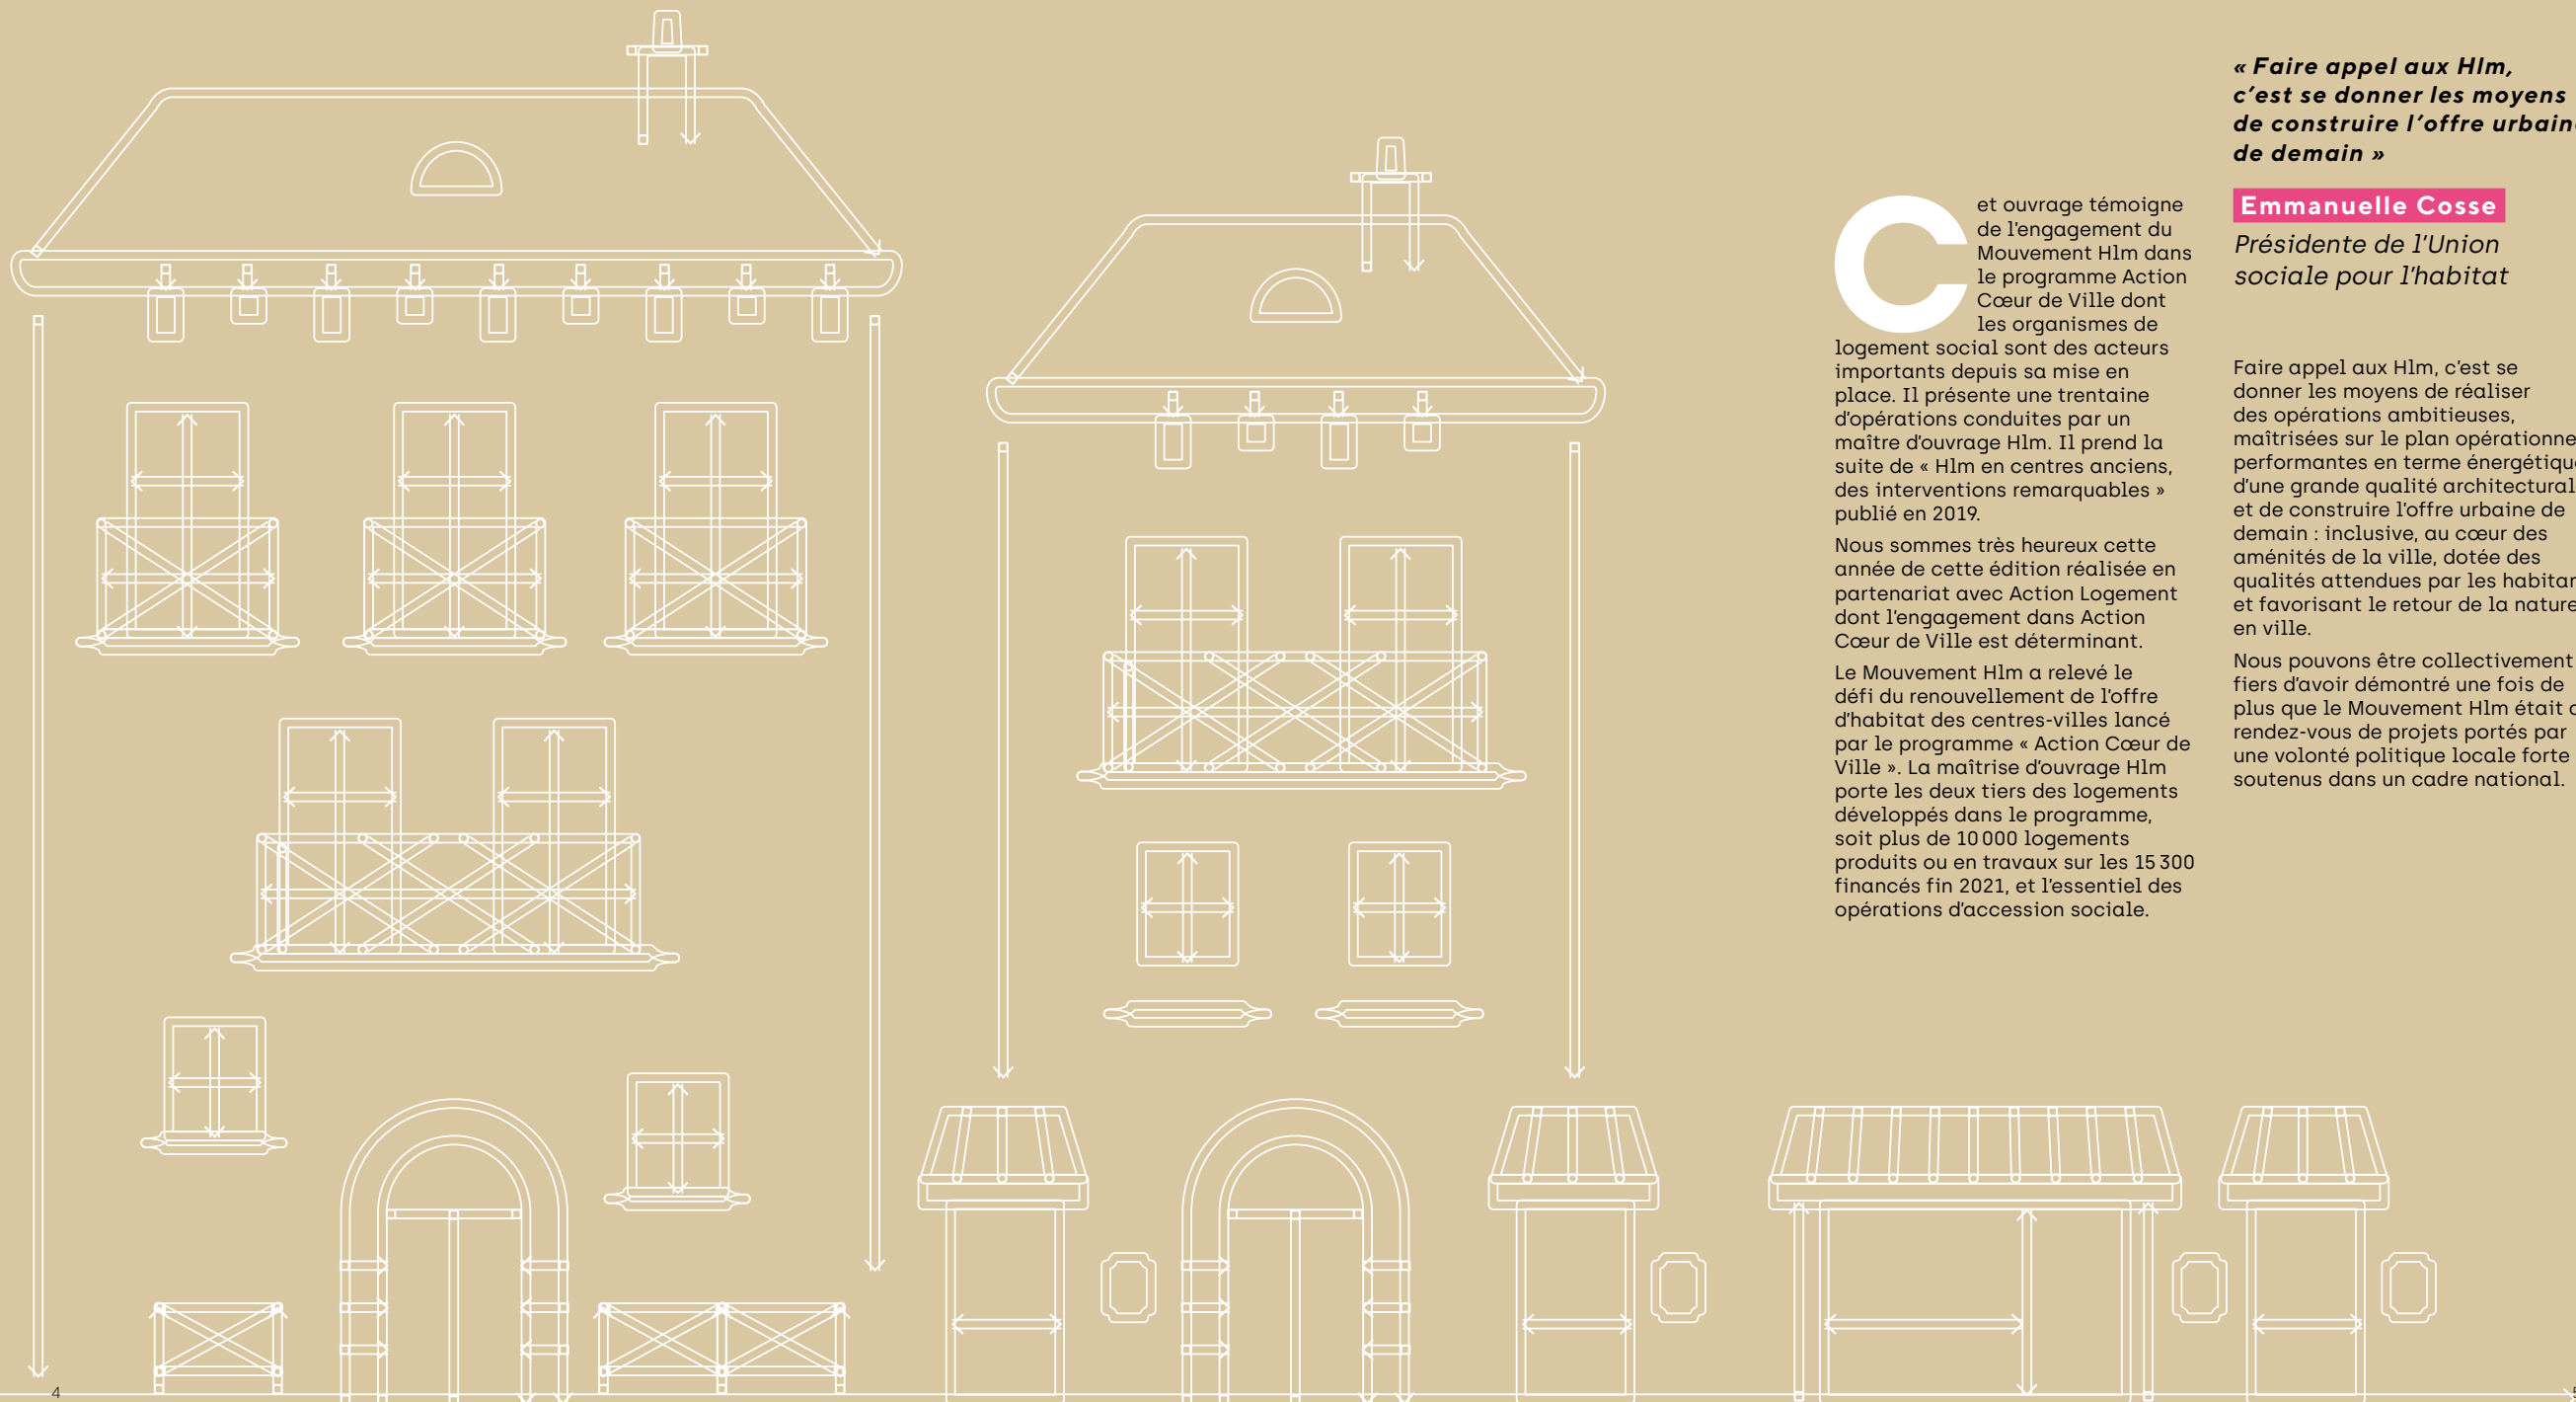 « Faire appel aux Hlm,
c’est se donner les moyens
de construire l’offre
de demain »
Emmanuelle Cosse
Présidente de l’Union
sociale pour l’habitat
Cet ouvrage témoigne
de l’engagement du
Mouvement Hlm dans
le programme Action
Cœur de Ville dont
les organismes de
logement social sont des acteurs
importants depuis sa mise en
place. Il présente une trentaine
d’opérations conduites par un
maître d’ouvrage Hlm. Il prend la
suite de « Hlm en centres anciens,
des interventions remarquables »
publié en 2019.
Nous sommes très heureux cette
année de cette édition réalisée en
partenariat avec Action Logement
dont l’engagement dans Action
Cœur de Ville est déterminant.
Le Mouvement Hlm a relevé le
défi du renouvellement de l’offre
d’habitat des centres-villes lancé
par le programme « Action Cœur de
Ville ». La maîtrise d’ouvrage Hlm
porte les deux tiers des logements
développés dans le programme,
soit plus de 10 000 logements
produits ou en travaux sur les 15 300
financés fin 2021, et l’essentiel des
opérations d’accession sociale.
Faire appel aux Hlm, c’est se
donner les moyens de réaliser
des opérations ambitieuses,
maîtrisées sur le plan
performantes en terme
d’une grande qualité
et de construire l’offre urbaine de
demain : inclusive, au cœur des
aménités de la ville, dotée des
qualités attendues par les
et favorisant le retour de la nature
en ville.
Nous pouvons être collectivement
fiers d’avoir démontré une fois de
plus que le Mouvement Hlm était
rendez-vous de projets portés par
une volonté politique locale forte
soutenus dans un cadre national.
4